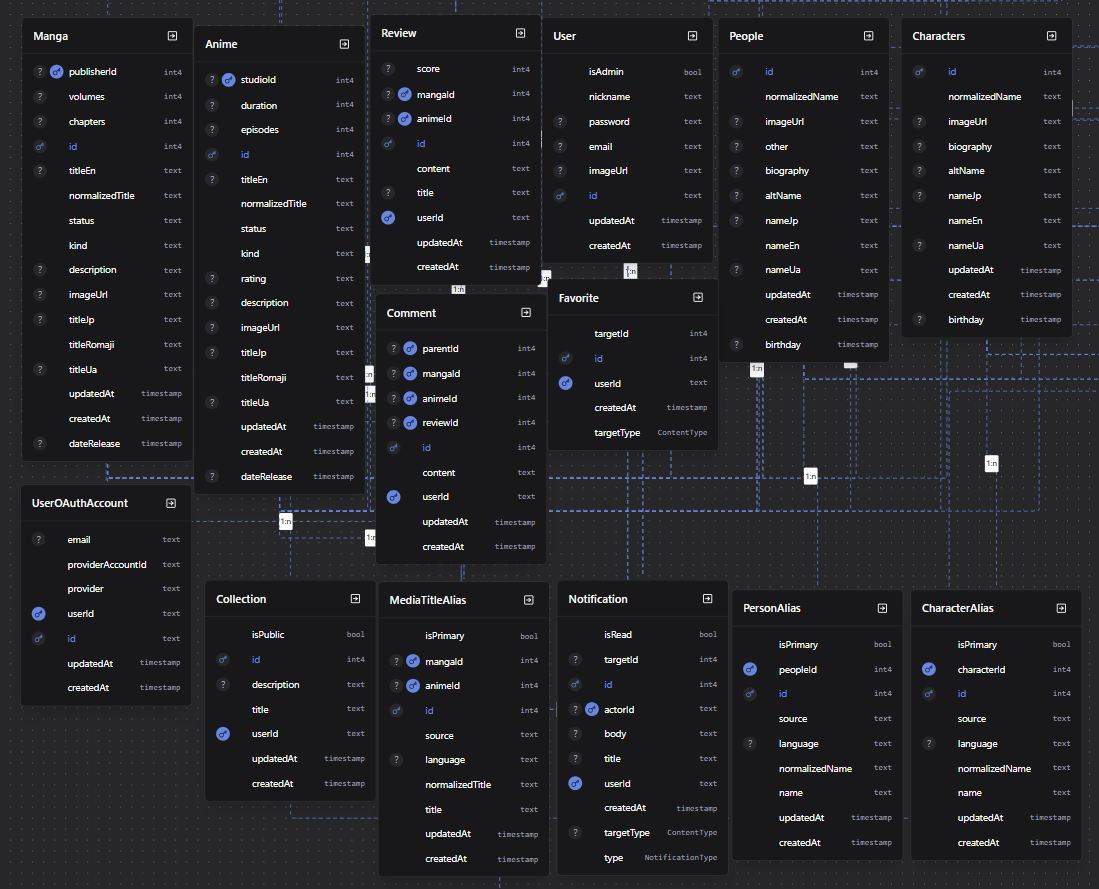 Manga
? publisherId int4
? volumes int4
? chapters int4
id int4
? titleEn text
normalizedTitle text
status text
kind text
? description text
? imageUrl text
? titleJp text
titleRomaji text
? titleUa text
updatedAt timestamp
createdAt timestamp
? dateRelease timestamp
Anime
? studioId int4
? duration int4
? episodes int4
id int4
? titleEn text
normalizedTitle text
status text
kind text
? rating text
? description text
? imageUrl text
? titleJp text
titleRomaji text
? titleUa text
updatedAt timestamp
createdAt timestamp
? dateRelease timestamp
Review
? score int4
? mangaId int4
? animeId int4
id int4
content text
? title text
userId text
updatedAt timestamp
createdAt timestamp
User
isAdmin bool
nickname text
? password text
? email text
? imageUrl text
id text
updatedAt timestamp
createdAt timestamp
People
id int4
normalizedName text
? imageUrl text
? other text
? biography text
? altName text
? nameJp text
nameEn text
? nameUa text
updatedAt timestamp
createdAt timestamp
? birthday timestamp
Characters
id int4
normalizedName text
? imageUrl text
? biography text
? altName text
? nameJp text
nameEn text
? nameUa text
updatedAt timestamp
createdAt timestamp
? birthday timestamp
:n
:n
1:n
:n
1:n
Comment
? parentId int4
? mangaId int4
? animeId int4
? reviewId int4
id int4
content text
userId text
updatedAt timestamp
createdAt timestamp
Favorite
targetId int4
id int4
userId text
createdAt timestamp
targetType ContentType
:n
1:
1:n
1:n
1:n
1:
UserOAuthAccount
? email text
providerAccountId text
provider text
userId text
id text
updatedAt timestamp
createdAt timestamp
Collection
isPublic bool
id int4
? description text
title text
userId text
updatedAt timestamp
createdAt timestamp
MediaTitleAlias
isPrimary bool
? mangaId int4
? animeId int4
id int4
source text
? language text
normalizedTitle text
title text
updatedAt timestamp
createdAt timestamp
Notification
isRead bool
? targetId int4
id int4
? actorId text
? body text
? title text
userId text
createdAt timestamp
? targetType ContentType
type NotificationType
PersonAlias
isPrimary bool
peopleId int4
id int4
source text
? language text
normalizedName text
name text
updatedAt timestamp
createdAt timestamp
CharacterAlias
isPrimary bool
characterId int4
id int4
source text
? language text
normalizedName text
name text
updatedAt timestamp
createdAt timestamp